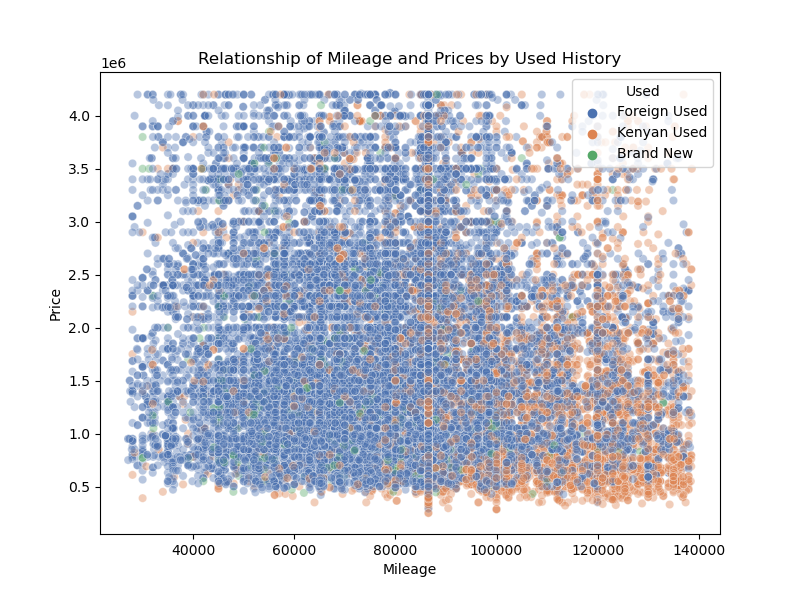 Relationship of Mileage and Prices by Used History
1e6
Used
Foreign Used
Kenyan Used
Brand New
4.0
3.5
3.0
2.5
2.0
1.5
1.0
0.5
Price
40000 60000 80000 100000 120000 140000
Mileage